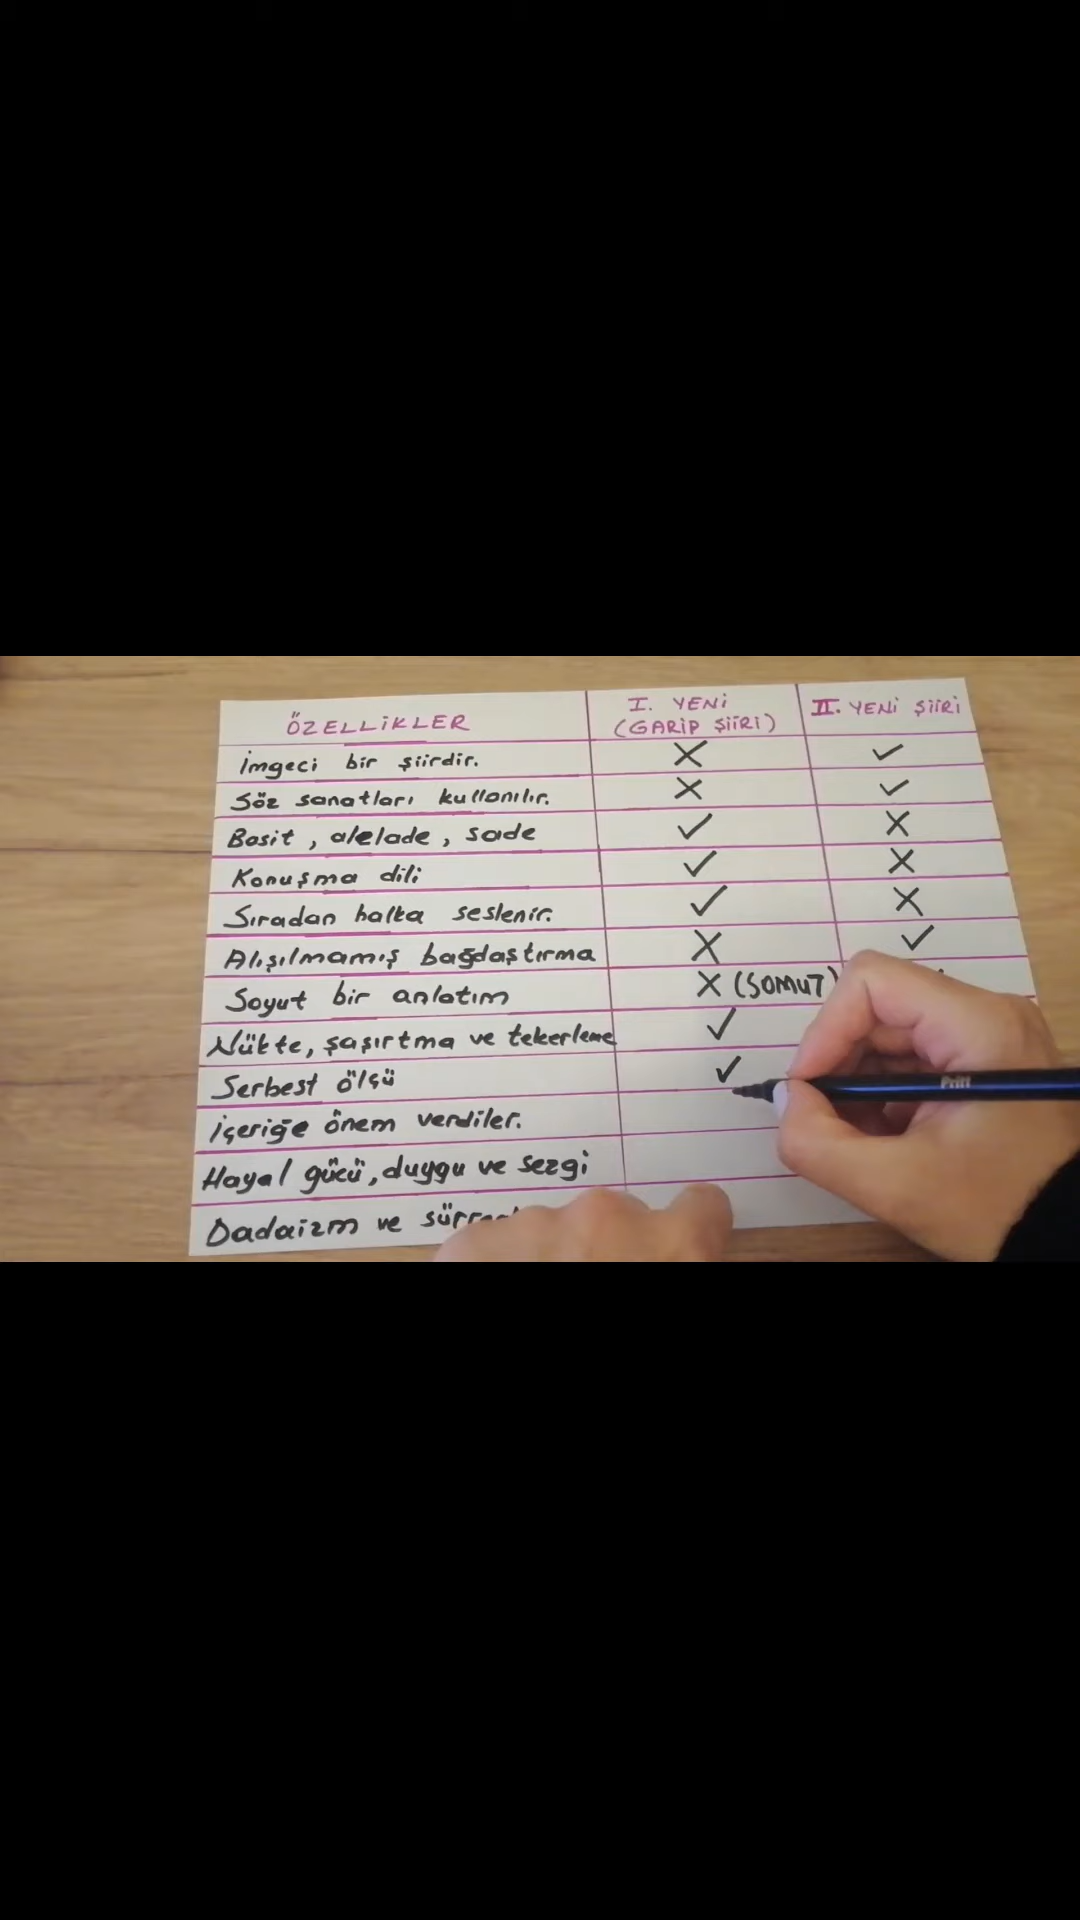 ÖZELLİKLER I. YENİ (GARİP ŞİİRİ) II. YENİ ŞİİRİ
İmgeci bir şiirdir. X ✓
Söz sanatları kullanılır. X ✓
Basit, alelade, sade ✓ X
Konuşma dili ✓ X
Sıradan halka seslenir. ✓ X
Alışılmamış bağdaştırma X ✓
Soyut bir anlatım X (SOMUT)
Nükte, şaşırtma ve tekerleme ✓
Serbest ölçü ✓
İçeriğe önem verdiler.
Hayal gücü, duygu ve sezgi
Dadaizm ve
Pritt